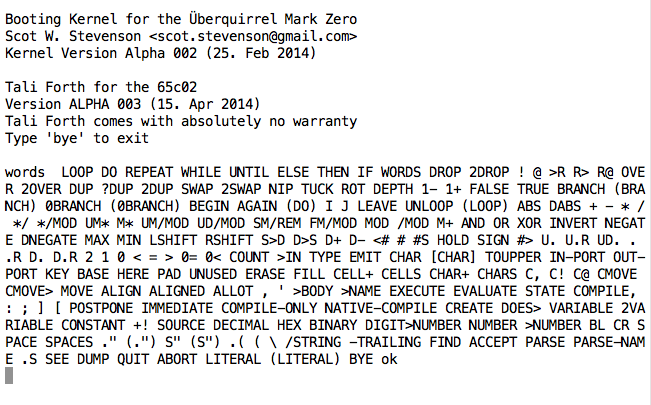 Booting Kernel for the Überquirrel Mark Zero
Scot W. Stevenson <scot.stevenson@gmail.com>
Kernel Version Alpha 002 (25. Feb 2014)

Tali Forth for the 65c02
Version ALPHA 003 (15. Apr 2014)
Tali Forth comes with absolutely no warranty
Type 'bye' to exit

words  LOOP DO REPEAT WHILE UNTIL ELSE THEN IF WORDS DROP 2DROP ! @ >R R> R@ OVE
R 2OVER DUP ?DUP 2DUP SWAP 2SWAP NIP TUCK ROT DEPTH 1- 1+ FALSE TRUE BRANCH (BRA
NCH) 0BRANCH (0BRANCH) BEGIN AGAIN (DO) I J LEAVE UNLOOP (LOOP) ABS DABS + - * /
 */ */MOD UM* M* UM/MOD UD/MOD SM/REM FM/MOD MOD /MOD M+ AND OR XOR INVERT NEGAT
E DNEGATE MAX MIN LSHIFT RSHIFT S>D D>S D+ D- <# # #S HOLD SIGN #> U. U.R UD. .
.R D. D.R 2 1 0 < = > 0= 0< COUNT >IN TYPE EMIT CHAR [CHAR] TOUPPER IN-PORT OUT-
PORT KEY BASE HERE PAD UNUSED ERASE FILL CELL+ CELLS CHAR+ CHARS C, C! C@ CMOVE
CMOVE> MOVE ALIGN ALIGNED ALLOT , ' >BODY >NAME EXECUTE EVALUATE STATE COMPILE,
: ; ] [ POSTPONE IMMEDIATE COMPILE-ONLY NATIVE-COMPILE CREATE DOES> VARIABLE 2VA
RIABLE CONSTANT +! SOURCE DECIMAL HEX BINARY DIGIT>NUMBER NUMBER >NUMBER BL CR S
PACE SPACES ." (.") S" (S") .( ( \ /STRING -TRAILING FIND ACCEPT PARSE PARSE-NAM
E .S SEE DUMP QUIT ABORT LITERAL (LITERAL) BYE ok